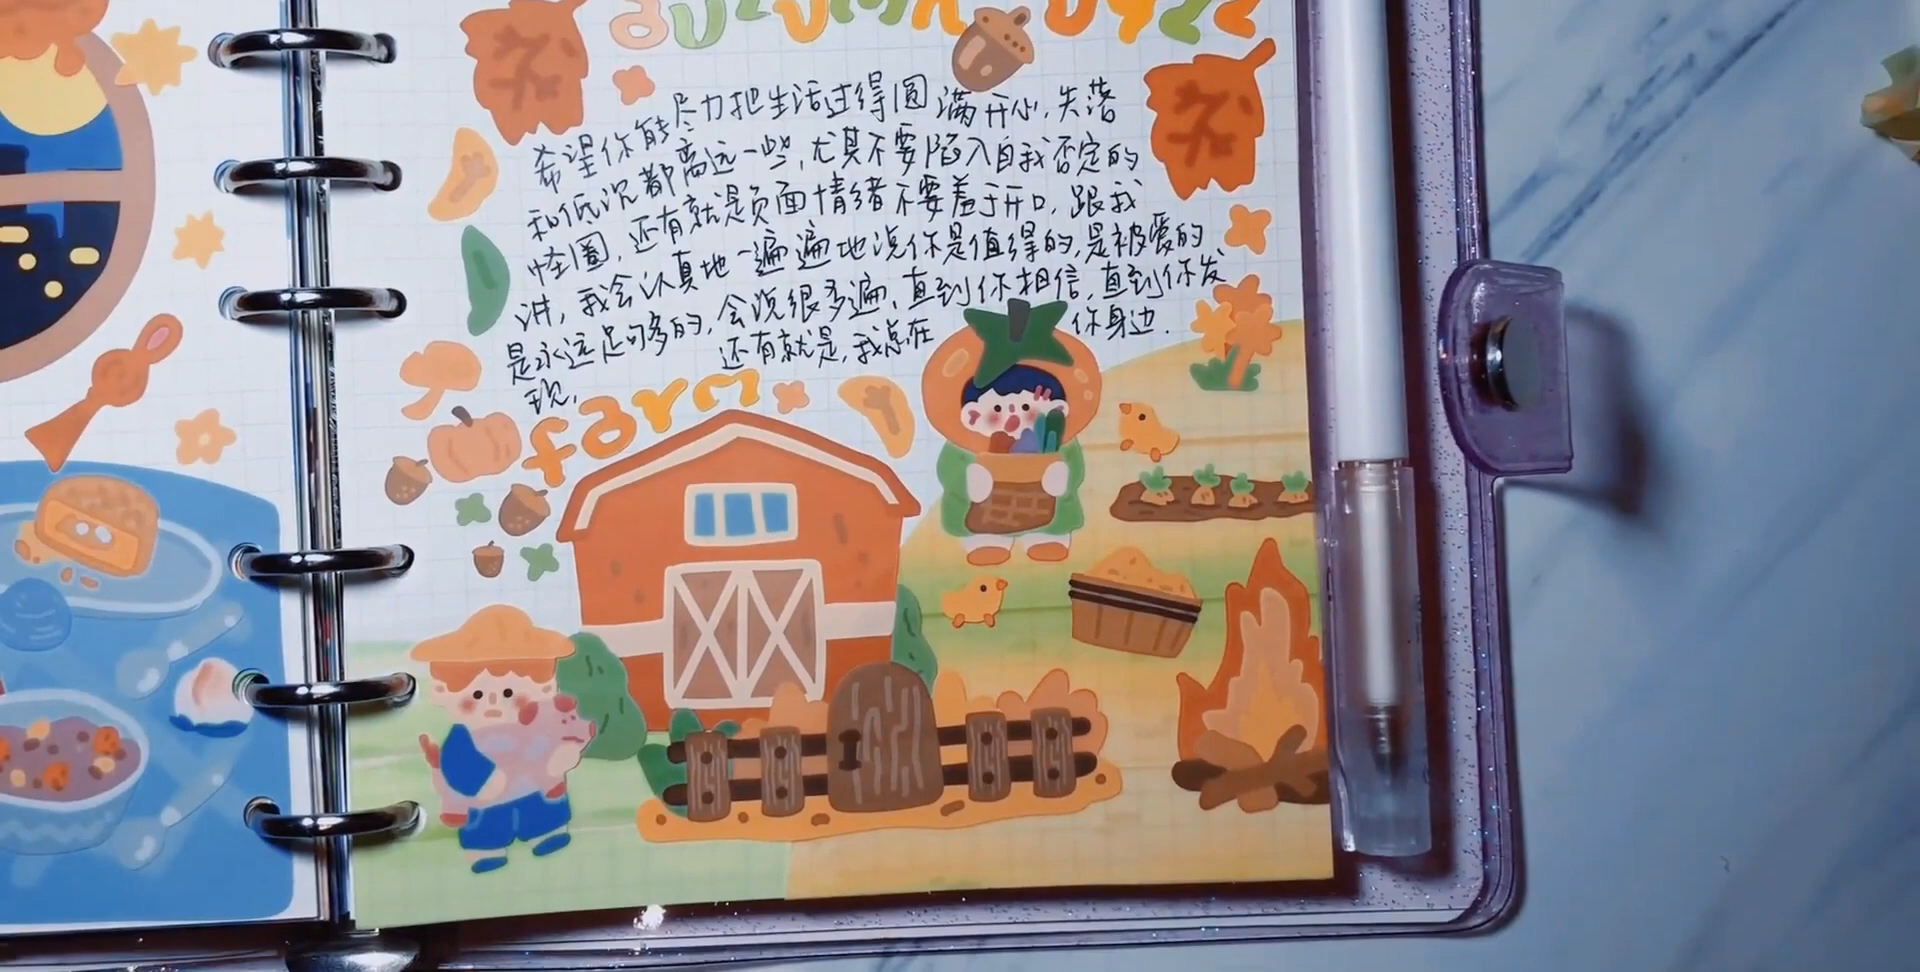 autumn
希望你能尽力把生活过得圆满开心,失落
和低沉都离远一些,尤其不要陷入自我否定的
怪圈,还有就是负面情绪不要羞于开口,跟我
讲,我会认真地一遍遍地说你是值得的,是被爱的
是永远足够多的,会说很多遍,直到你相信,直到你发
现,还有就是,我总在你身边.
farm